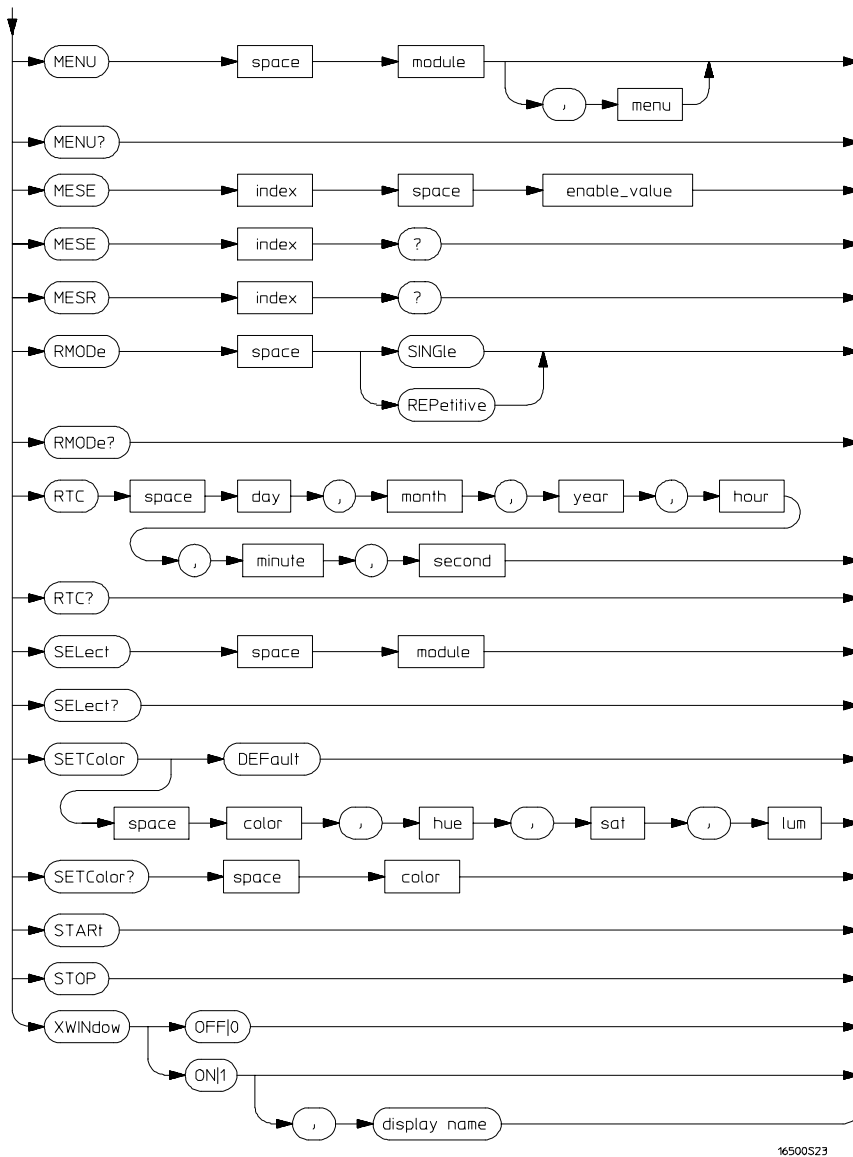 MENU space module
, menu
MENU?
MESE index space enable_value
MESE index ?
MESR index ?
RMODe space SINGle
REPetitive
RMODe?
RTC space day , month , year , hour
, minute , second
RTC?
SELect space module
SELect?
SETColor DEFault
space color , hue , sat , lum
SETColor? space color
STARt
STOP
XWINdow OFF|0
ON|1
, display name
16500S23